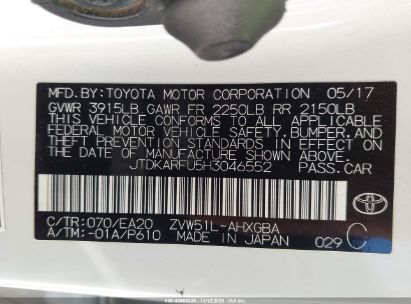 MFD.BY:TOYOTA MOTOR CORPORATION 05/17
GVWR 3915LB. GAWR FR 2250LB RR 2150LB
THIS VEHICLE CONFORMS TO ALL APPLICABLE
FEDERAL MOTOR VEHICLE SAFETY,BUMPER,AND
THEFT PREVENTION STANDARDS IN EFFECT ON
THE DATE OF MANUFACTURE SHOWN ABOVE.
JTDKARFU5H3046552 PASS.CAR
C/TR:070/EA20 ZVW51L-AHXGBA
A/TM:-01A/P610 MADE IN JAPAN 029 C
TOYOTA